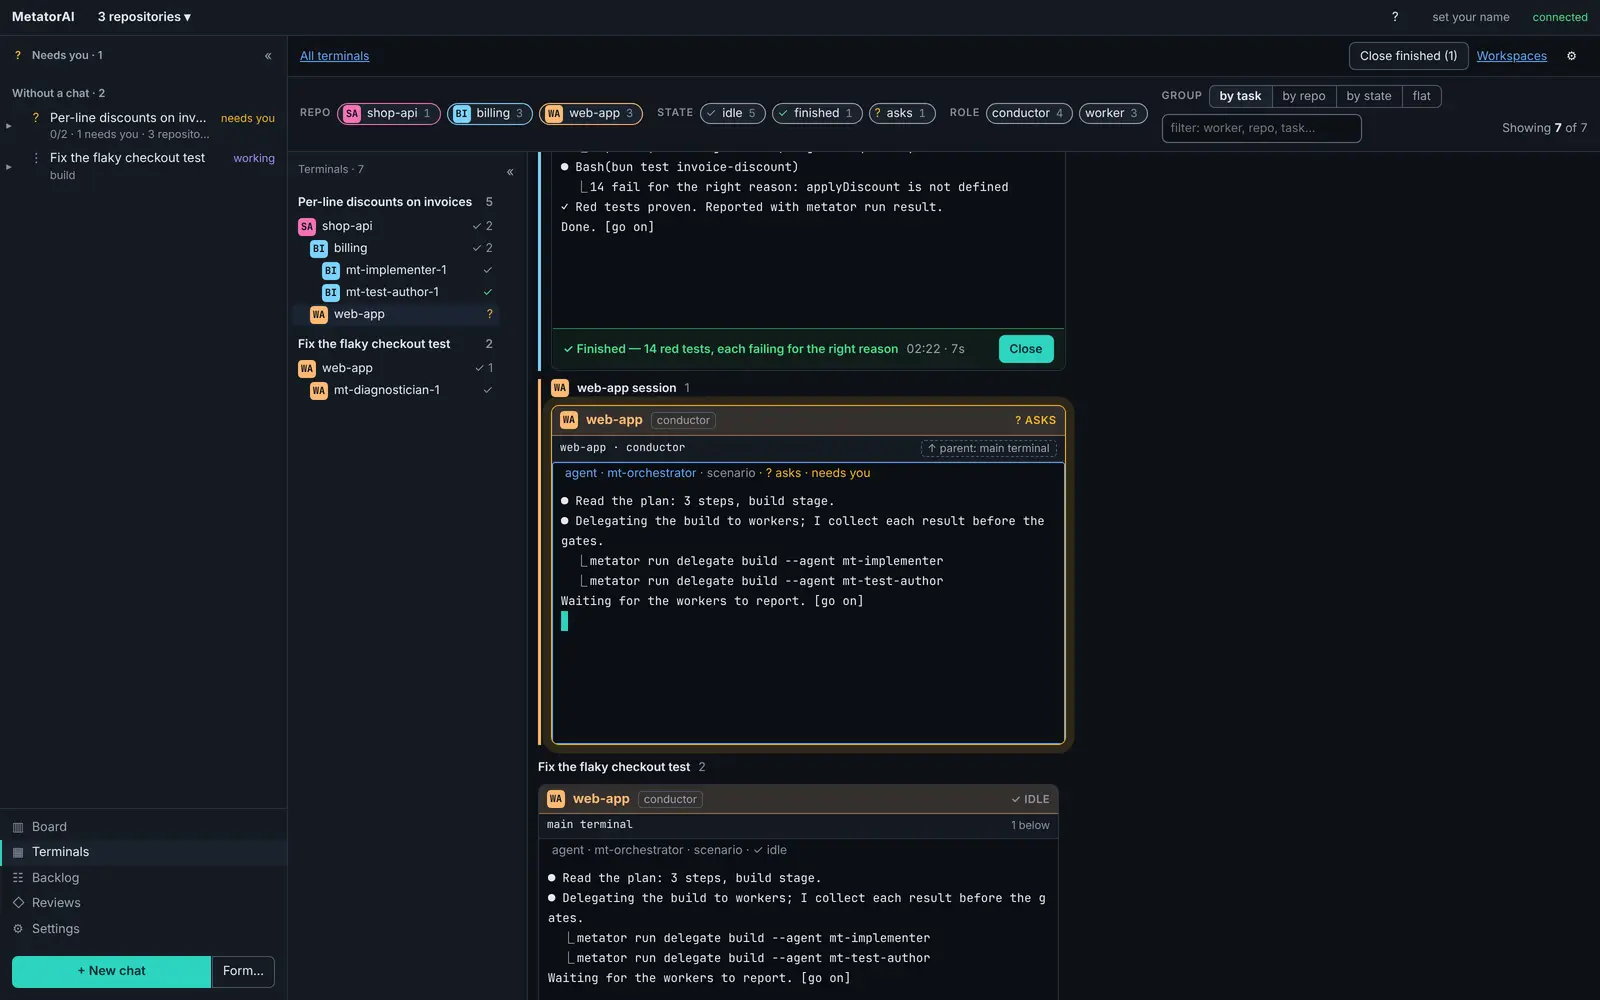 MetatorAI 3 repositories ▾ ? set your name connected
? Needs you · 1 «
Without a chat · 2
▸ ? Per-line discounts on inv... needs you
0/2 · 1 needs you · 3 reposito...
▸ ⋮ Fix the flaky checkout test working
build
Board
Terminals
Backlog
Reviews
Settings
+ New chat Form...
All terminals Close finished (1) Workspaces
REPO SA shop-api 1 BI billing 3 WA web-app 3 STATE ✓ idle 5 ✓ finished 1 ? asks 1 ROLE conductor 4 worker 3
GROUP by task by repo by state flat
filter: worker, repo, task... Showing 7 of 7
Terminals · 7 «
Per-line discounts on invoices 5
SA shop-api ✓ 2
BI billing ✓ 2
BI mt-implementer-1 ✓
BI mt-test-author-1 ✓
WA web-app ?
Fix the flaky checkout test 2
WA web-app ✓ 1
WA mt-diagnostician-1 ✓
● Bash(bun test invoice-discount)
⎿14 fail for the right reason: applyDiscount is not defined
✓ Red tests proven. Reported with metator run result.
Done. [go on]
✓ Finished — 14 red tests, each failing for the right reason 02:22 · 7s Close
WA web-app session 1
WA web-app conductor ? ASKS
web-app · conductor ↑ parent: main terminal
agent · mt-orchestrator · scenario · ? asks · needs you
● Read the plan: 3 steps, build stage.
● Delegating the build to workers; I collect each result before the
gates.
⎿metator run delegate build --agent mt-implementer
⎿metator run delegate build --agent mt-test-author
Waiting for the workers to report. [go on]
Fix the flaky checkout test 2
WA web-app conductor ✓ IDLE
main terminal 1 below
agent · mt-orchestrator · scenario · ✓ idle
● Read the plan: 3 steps, build stage.
● Delegating the build to workers; I collect each result before the g
ates.
⎿metator run delegate build --agent mt-implementer
⎿metator run delegate build --agent mt-test-author
Waiting for the workers to report. [go on]